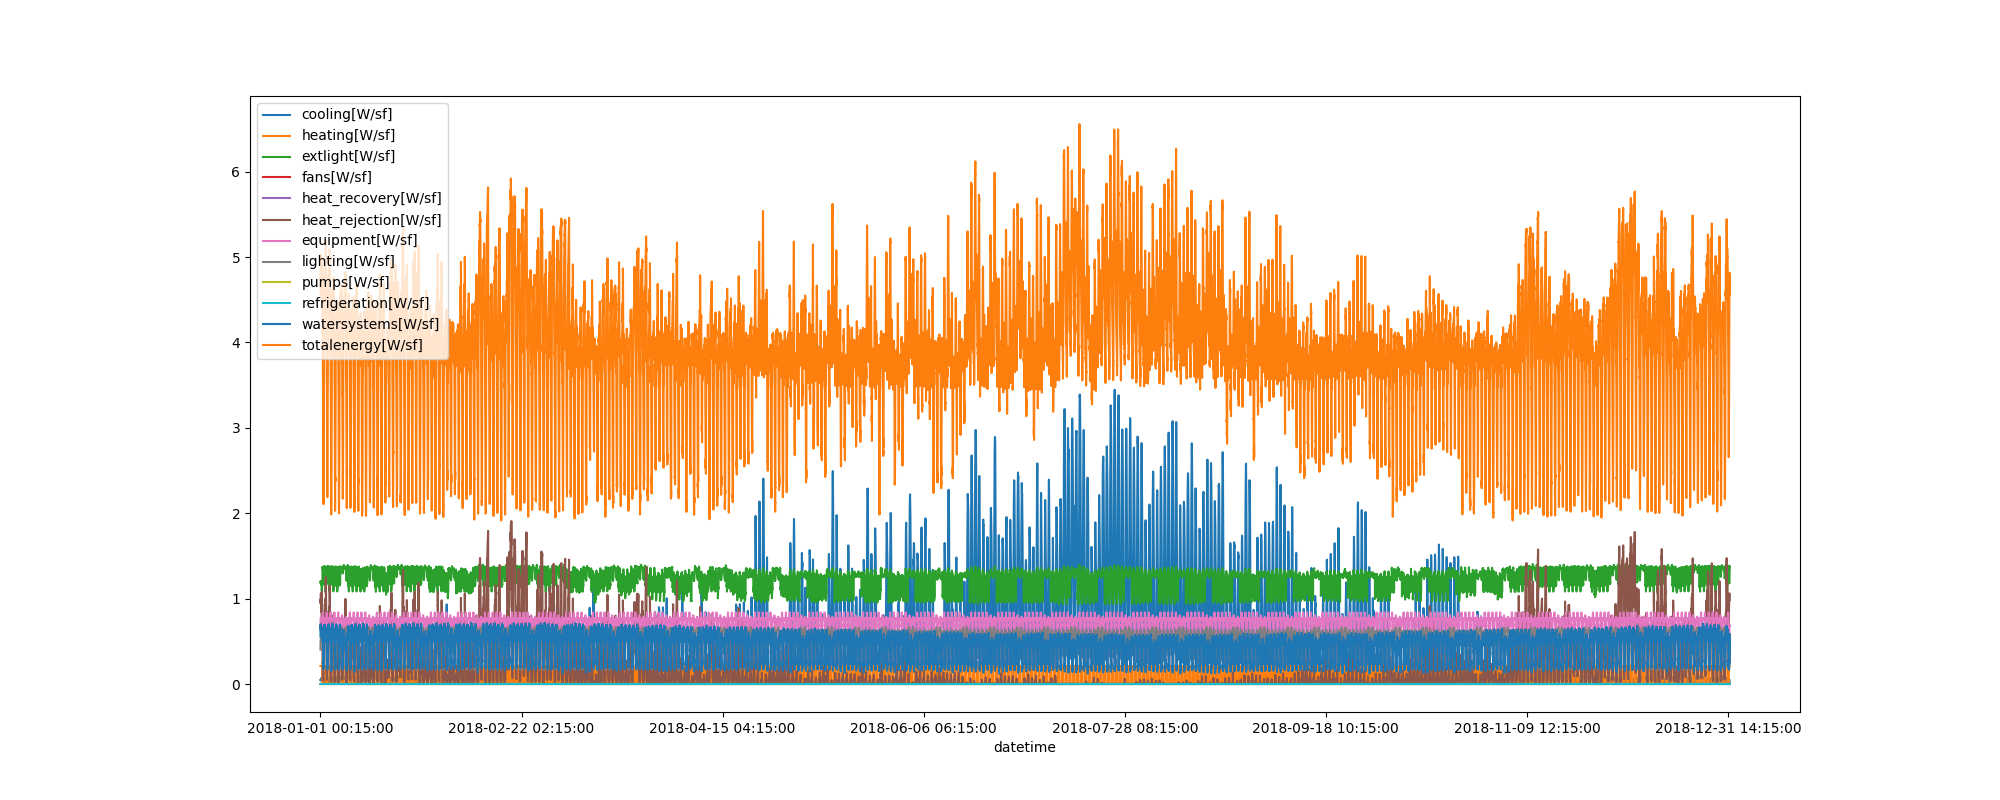 cooling[W/sf]
heating[W/sf]
extlight[W/sf]
fans[W/sf]
heat_recovery[W/sf]
heat_rejection[W/sf]
equipment[W/sf]
lighting[W/sf]
pumps[W/sf]
refrigeration[W/sf]
watersystems[W/sf]
totalenergy[W/sf]
6
5
4
3
2
1
0
2018-01-01 00:15:00 2018-02-22 02:15:00 2018-04-15 04:15:00 2018-06-06 06:15:00 2018-07-28 08:15:00 2018-09-18 10:15:00 2018-11-09 12:15:00 2018-12-31 14:15:00
datetime